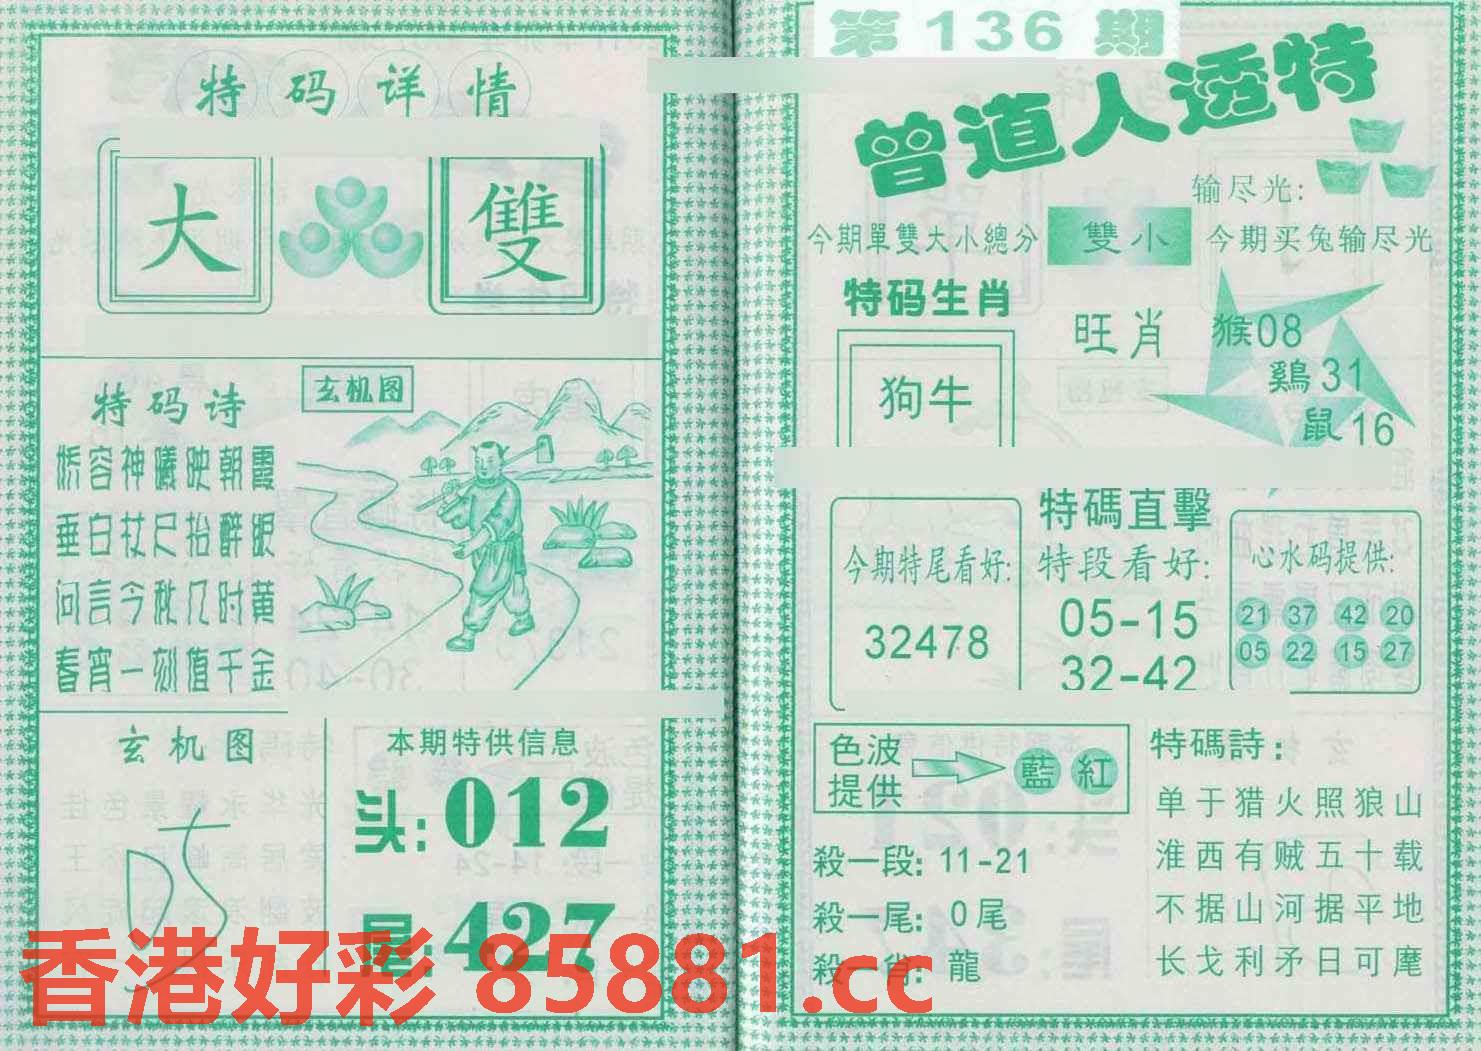 特码详情
大
雙
特码诗
娇容神曦映朝霞
垂白杖尺抬醉眼
问言今秋几时黄
春宵一刻值千金
玄机图
玄机图
本期特供信息
头:012
尾:427
第136期
曾道人透特
输尽光:
今期單雙大小總分
雙小
今期买兔输尽光
特码生肖
狗牛
旺肖
猴08
鷄31
鼠16
今期特尾看好:
32478
特碼直擊
特段看好:
05-15
32-42
心水码提供:
21 37 42 20
05 22 15 27
色波
提供
藍紅
殺一段: 11-21
殺一尾: 0尾
殺一肖: 龍
特碼詩:
单于猎火照狼山
淮西有贼五十载
不据山河据平地
长戈利矛日可麾
香港好彩 85881.cc